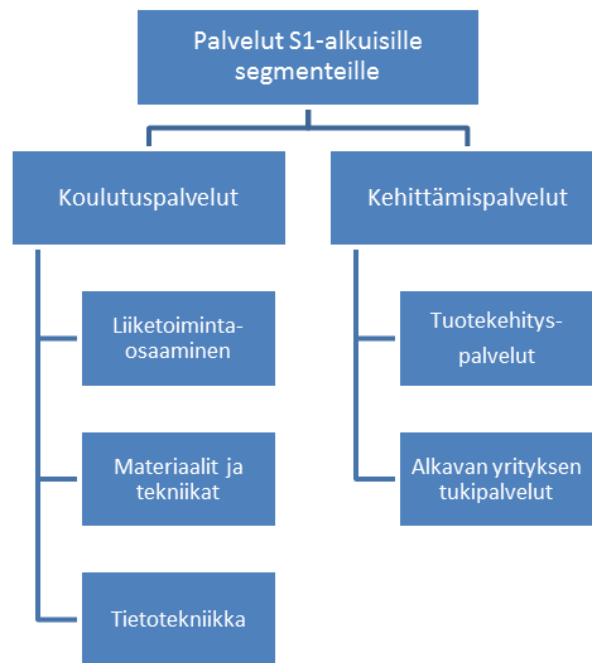 Palvelut S1-alkuisille
segmenteille
Koulutuspalvelut
Liiketoiminta-
osaaminen
Materiaalit ja
tekniikat
Tietotekniikka
Kehittämispalvelut
Tuotekehitys-
palvelut
Alkavan yrityksen
tukipalvelut